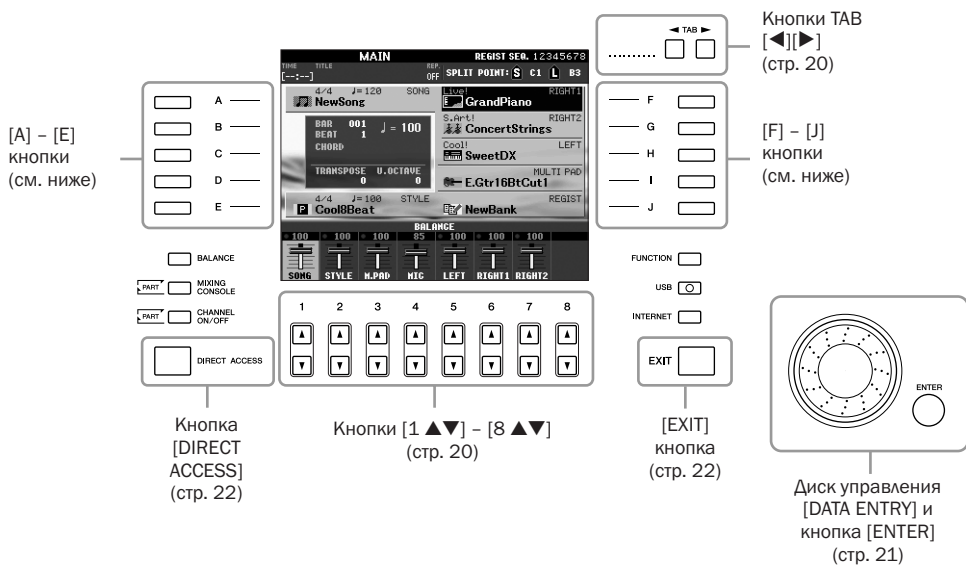 Кнопки TAB
[◀][▶]
(стр. 20)
◄ TAB ►
[A] – [E]
кнопки
(см. ниже)
A
B
C
D
E
MAIN
REGIST SEQ. 12345678
TIME TITLE REP.
[--:--] OFF SPLIT POINT: S C1 L B3
4/4 ♩=120 SONG
NewSong
BAR 001 ♩ = 100
BEAT 1
CHORD
TRANSPOSE U.OCTAVE
0 0
4/4 ♩=100 STYLE
P Cool8Beat
Live! RIGHT1
GrandPiano
S.Art! RIGHT2
ConcertStrings
Cool! LEFT
SweetDX
MULTI PAD
E.Gtr16BtCut1
REGIST
NewBank
BALANCE
100 100 100 85 100 100 100
SONG STYLE M.PAD MIC LEFT RIGHT1 RIGHT2
F
G
H
I
J
[F] – [J]
кнопки
(см. ниже)
BALANCE
PART MIXING
CONSOLE
PART CHANNEL
ON/OFF
DIRECT ACCESS
1 2 3 4 5 6 7 8
FUNCTION
USB
INTERNET
EXIT
ENTER
Кнопка
[DIRECT
ACCESS]
(стр. 22)
Кнопки [1 ▲▼] – [8 ▲▼]
(стр. 20)
[EXIT]
кнопка
(стр. 22)
Диск управления
[DATA ENTRY] и
кнопка [ENTER]
(стр. 21)